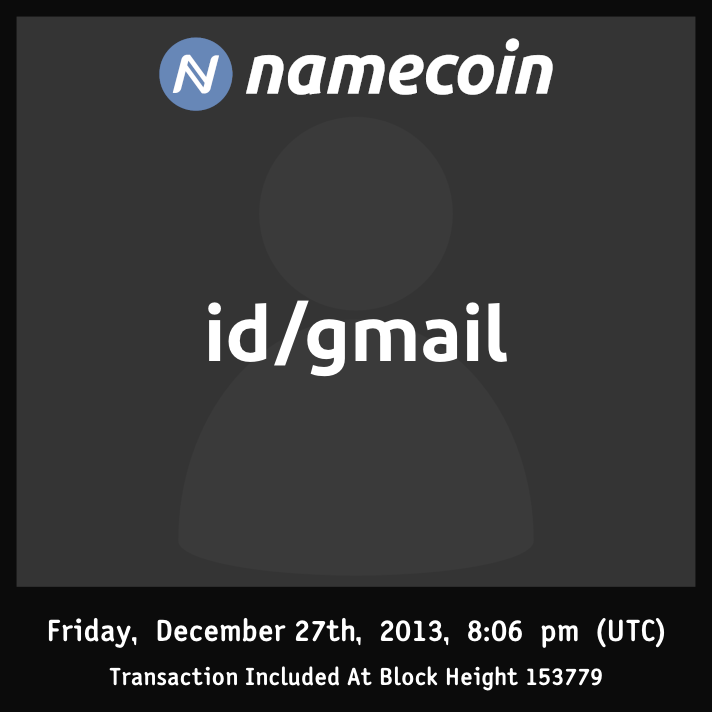 namecoin
id/gmail
Friday, December 27th, 2013, 8:06 pm (UTC)
Transaction Included At Block Height 153779